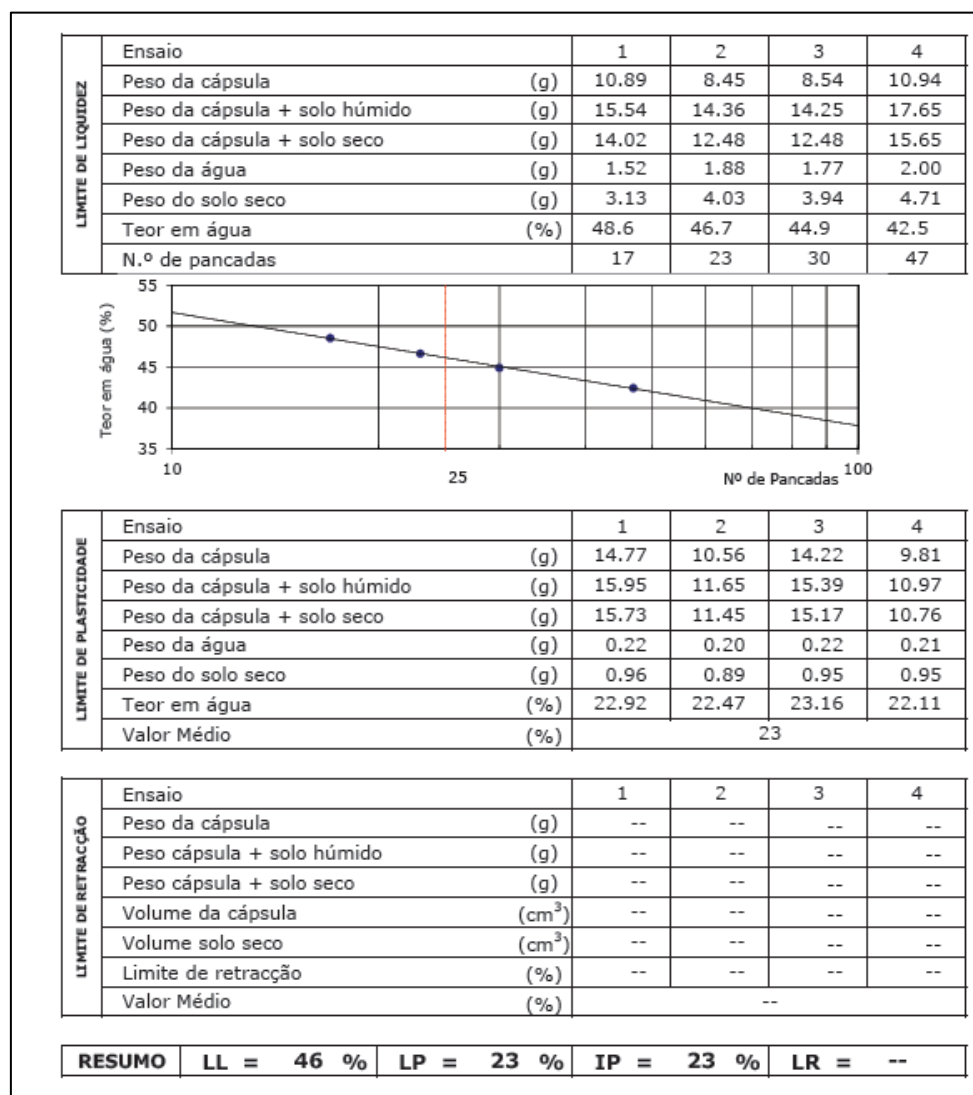 LIMITE DE LIQUIDEZ
Ensaio 1 2 3 4
Peso da cápsula (g) 10.89 8.45 8.54 10.94
Peso da cápsula + solo húmido (g) 15.54 14.36 14.25 17.65
Peso da cápsula + solo seco (g) 14.02 12.48 12.48 15.65
Peso da água (g) 1.52 1.88 1.77 2.00
Peso do solo seco (g) 3.13 4.03 3.94 4.71
Teor em água (%) 48.6 46.7 44.9 42.5
N.º de pancadas 17 23 30 47
Teor em água (%)
55
50
45
40
35
10 25 Nº de Pancadas 100
LIMITE DE PLASTICIDADE
Ensaio 1 2 3 4
Peso da cápsula (g) 14.77 10.56 14.22 9.81
Peso da cápsula + solo húmido (g) 15.95 11.65 15.39 10.97
Peso da cápsula + solo seco (g) 15.73 11.45 15.17 10.76
Peso da água (g) 0.22 0.20 0.22 0.21
Peso do solo seco (g) 0.96 0.89 0.95 0.95
Teor em água (%) 22.92 22.47 23.16 22.11
Valor Médio (%) 23
LIMITE DE RETRACÇÃO
Ensaio 1 2 3 4
Peso da cápsula (g) -- -- -- --
Peso cápsula + solo húmido (g) -- -- -- --
Peso cápsula + solo seco (g) -- -- -- --
Volume da cápsula (cm³) -- -- -- --
Volume solo seco (cm³) -- -- -- --
Limite de retracção (%) -- -- -- --
Valor Médio (%) --
RESUMO LL = 46 % LP = 23 % IP = 23 % LR = --